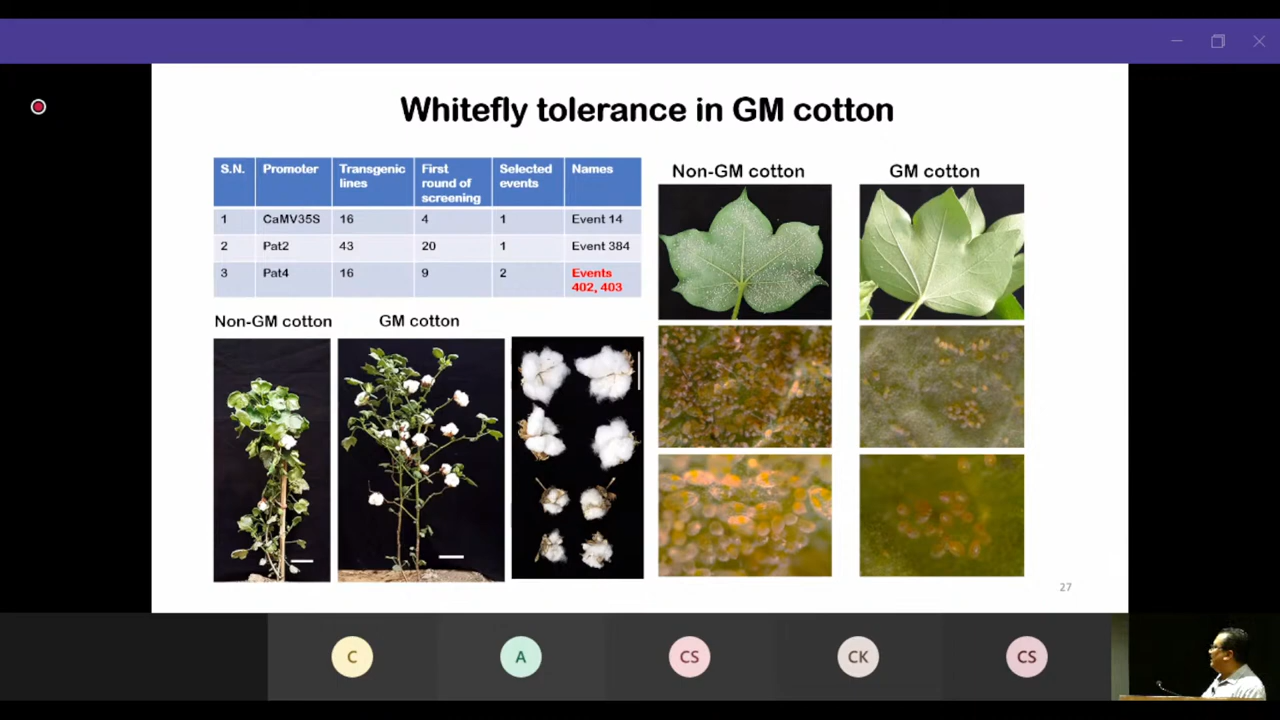 Whitefly tolerance in GM cotton
S.N. Promoter Transgenic lines First round of screening Selected events Names
1 CaMV35S 16 4 1 Event 14
2 Pat2 43 20 1 Event 384
3 Pat4 16 9 2 Events 402, 403
Non-GM cotton GM cotton
Non-GM cotton GM cotton
27
C A CS CK CS